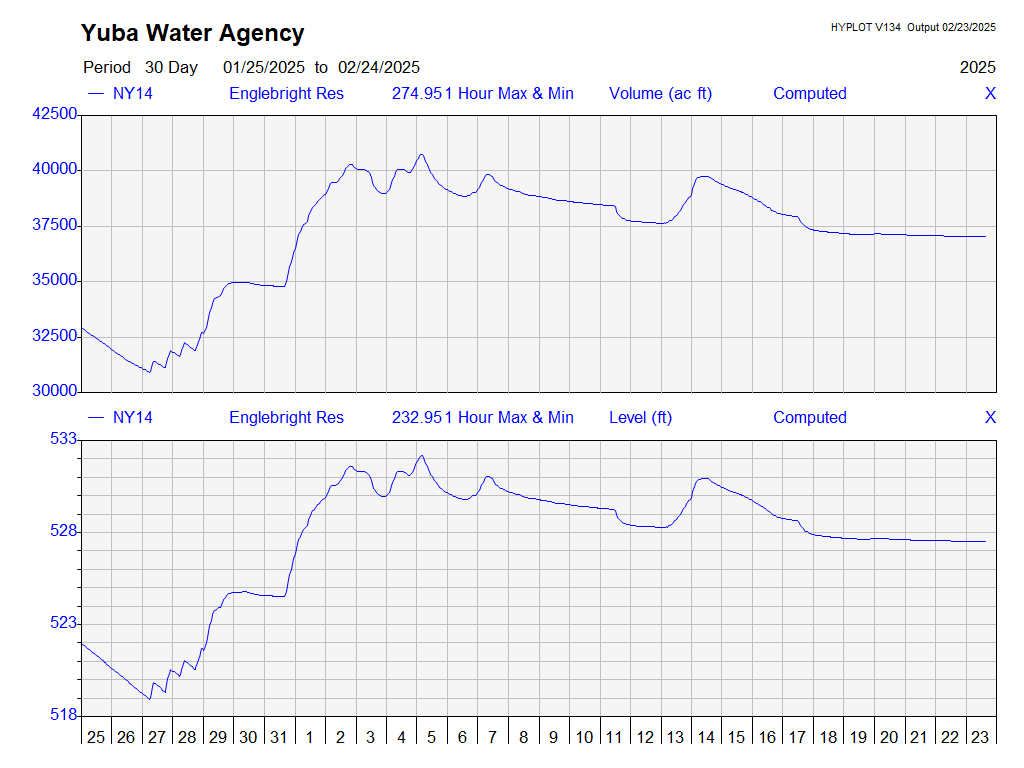 Yuba Water Agency
HYPLOT V134 Output 02/23/2025
Period 30 Day 01/25/2025 to 02/24/2025 2025
NY14 Englebright Res 274.951 Hour Max & Min Volume (ac ft) Computed X
42500
40000
37500
35000
32500
30000
NY14 Englebright Res 232.951 Hour Max & Min Level (ft) Computed X
533
528
523
518
25 26 27 28 29 30 31 1 2 3 4 5 6 7 8 9 10 11 12 13 14 15 16 17 18 19 20 21 22 23